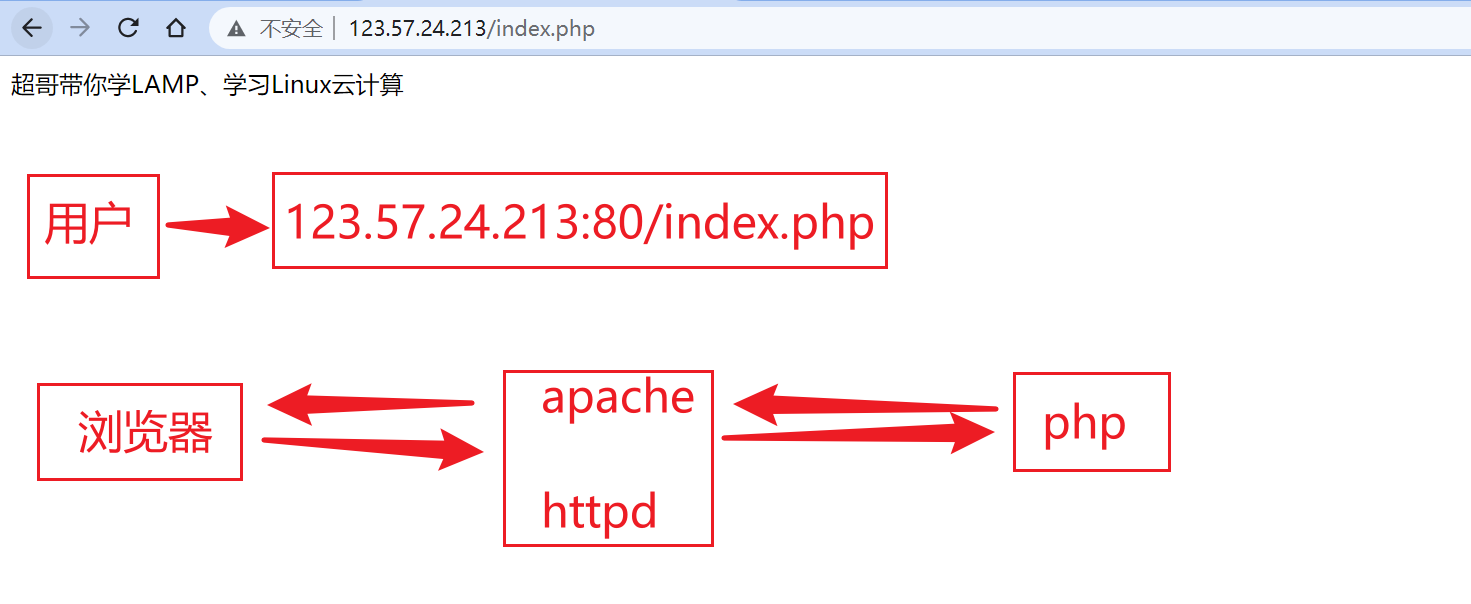 不安全 | 123.57.24.213/index.php
超哥带你学LAMP、学习Linux云计算
用户
123.57.24.213:80/index.php
浏览器
apache
httpd
php